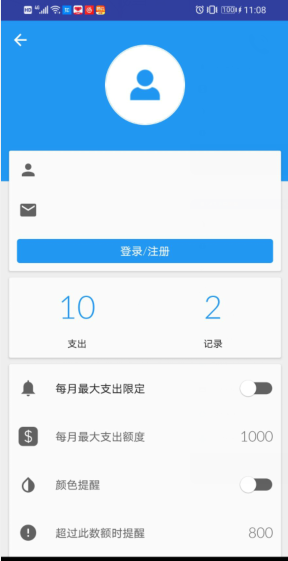 HD 100 11:08
登录/注册
10 2
支出 记录
每月最大支出限定
每月最大支出额度 1000
颜色提醒
超过此数额时提醒 800